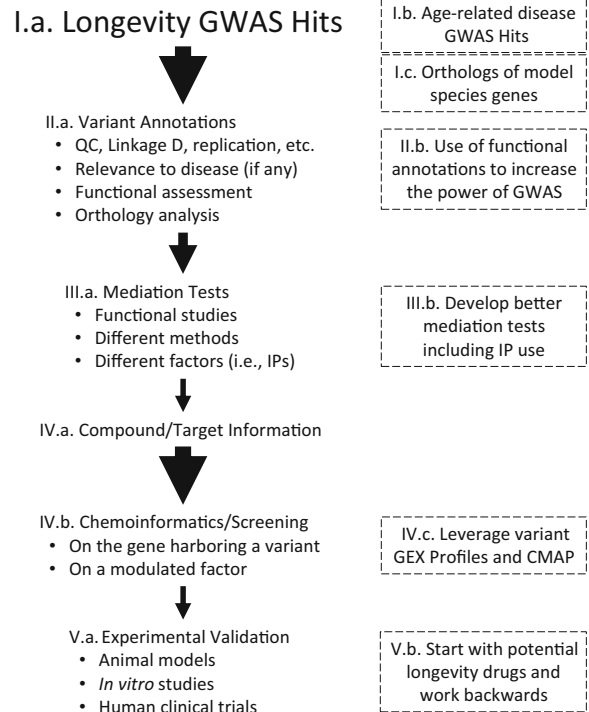 I.a. Longevity GWAS Hits
I.b. Age-related disease
GWAS Hits
I.c. Orthologs of model
species genes
II.a. Variant Annotations
• QC, Linkage D, replication, etc.
• Relevance to disease (if any)
• Functional assessment
• Orthology analysis
II.b. Use of functional
annotations to increase
the power of GWAS
III.a. Mediation Tests
• Functional studies
• Different methods
• Different factors (i.e., IPs)
III.b. Develop better
mediation tests
including IP use
IV.a. Compound/Target Information
IV.b. Chemoinformatics/Screening
• On the gene harboring a variant
• On a modulated factor
IV.c. Leverage variant
GEX Profiles and CMAP
V.a. Experimental Validation
• Animal models
• In vitro studies
• Human clinical trials
V.b. Start with potential
longevity drugs and
work backwards